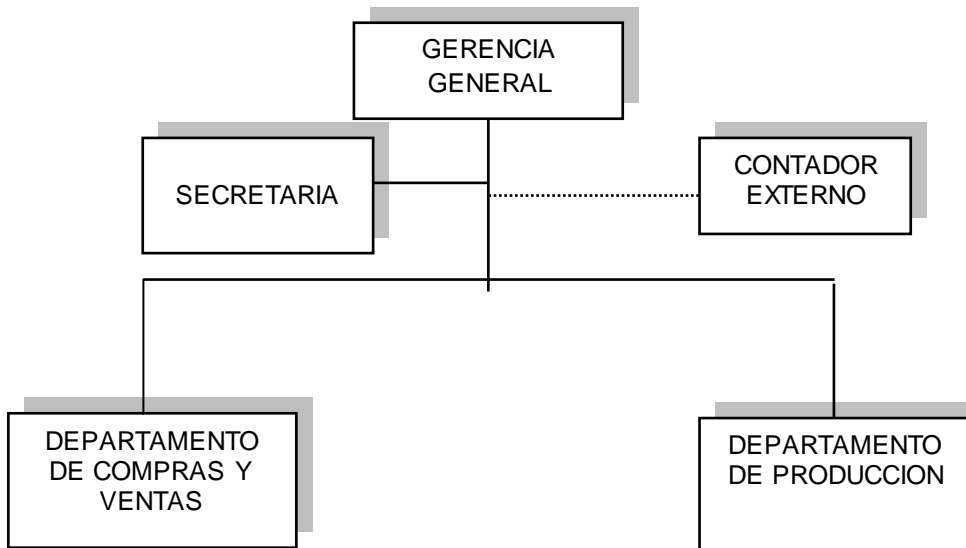 GERENCIA
GENERAL
SECRETARIA
CONTADOR
EXTERNO
DEPARTAMENTO
DE COMPRAS Y
VENTAS
DEPARTAMENTO
DE PRODUCCION